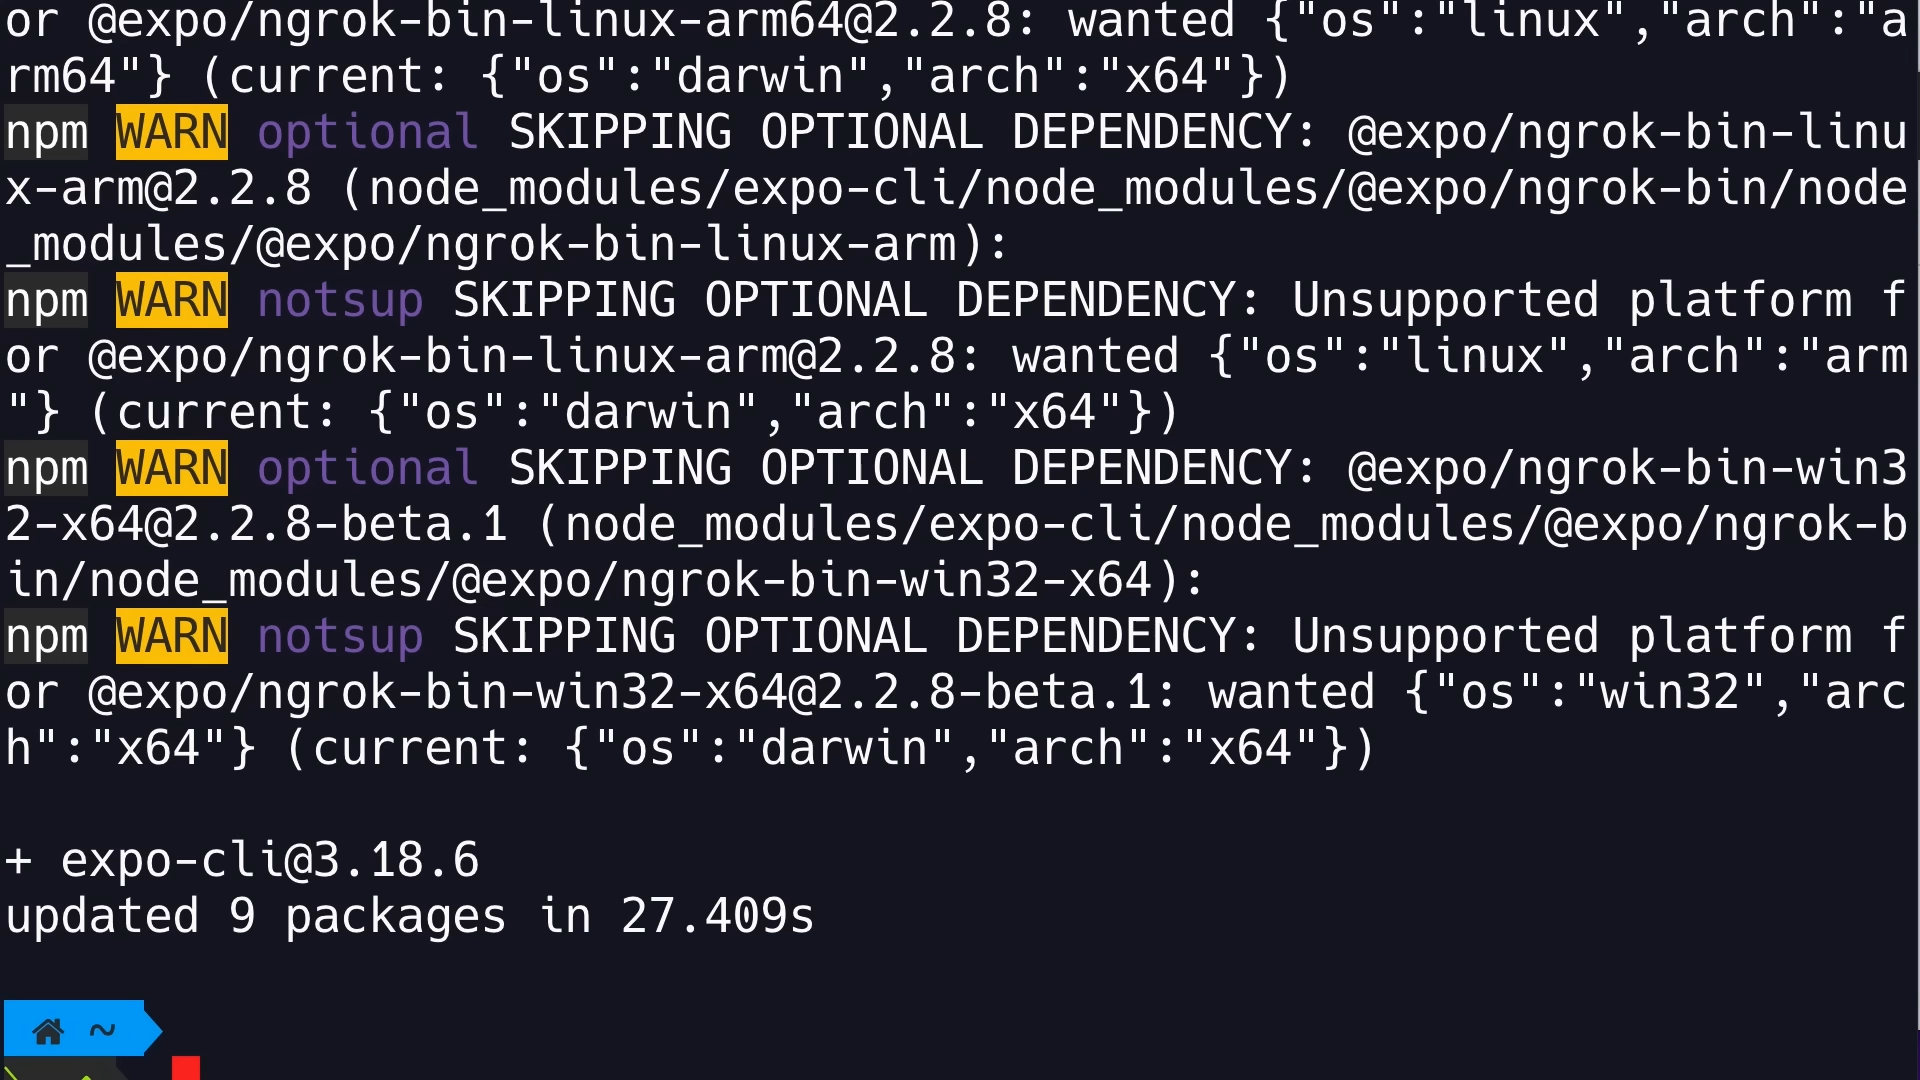 or @expo/ngrok-bin-linux-arm64@2.2.8: wanted {"os":"linux","arch":"a
rm64"} (current: {"os":"darwin","arch":"x64"})
npm WARN optional SKIPPING OPTIONAL DEPENDENCY: @expo/ngrok-bin-linu
x-arm@2.2.8 (node_modules/expo-cli/node_modules/@expo/ngrok-bin/node
_modules/@expo/ngrok-bin-linux-arm):
npm WARN notsup SKIPPING OPTIONAL DEPENDENCY: Unsupported platform f
or @expo/ngrok-bin-linux-arm@2.2.8: wanted {"os":"linux","arch":"arm
"} (current: {"os":"darwin","arch":"x64"})
npm WARN optional SKIPPING OPTIONAL DEPENDENCY: @expo/ngrok-bin-win3
2-x64@2.2.8-beta.1 (node_modules/expo-cli/node_modules/@expo/ngrok-b
in/node_modules/@expo/ngrok-bin-win32-x64):
npm WARN notsup SKIPPING OPTIONAL DEPENDENCY: Unsupported platform f
or @expo/ngrok-bin-win32-x64@2.2.8-beta.1: wanted {"os":"win32","arc
h":"x64"} (current: {"os":"darwin","arch":"x64"})
+ expo-cli@3.18.6
updated 9 packages in 27.409s
~